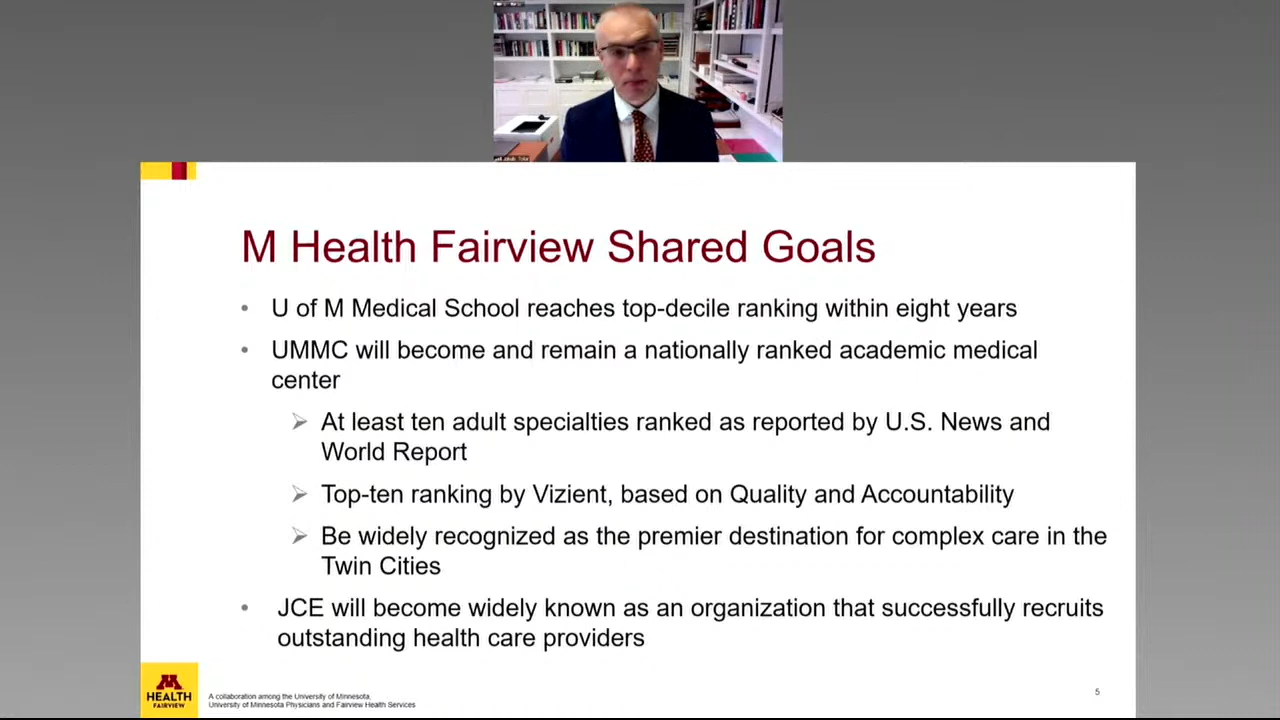 M Health Fairview Shared Goals
• U of M Medical School reaches top-decile ranking within eight years
• UMMC will become and remain a nationally ranked academic medical
center
➢ At least ten adult specialties ranked as reported by U.S. News and
World Report
➢ Top-ten ranking by Vizient, based on Quality and Accountability
➢ Be widely recognized as the premier destination for complex care in the
Twin Cities
• JCE will become widely known as an organization that successfully recruits
outstanding health care providers
M
HEALTH
FAIRVIEW
A collaboration among the University of Minnesota,
University of Minnesota Physicians and Fairview Health Services
5